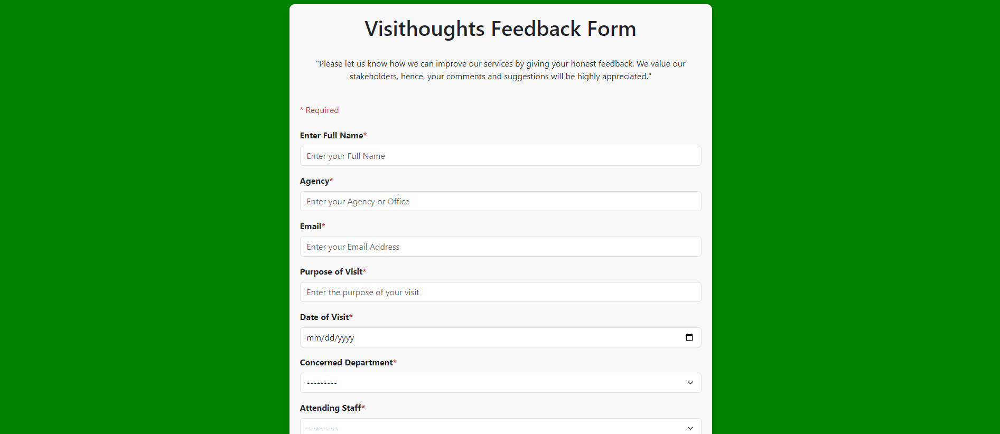 Visithoughts Feedback Form
"Please let us know how we can improve our services by giving your honest feedback. We value our
stakeholders, hence, your comments and suggestions will be highly appreciated."
* Required
Enter Full Name*
Enter your Full Name
Agency*
Enter your Agency or Office
Email*
Enter your Email Address
Purpose of Visit*
Enter the purpose of your visit
Date of Visit*
mm/dd/yyyy
Concerned Department*
---------
Attending Staff*
---------